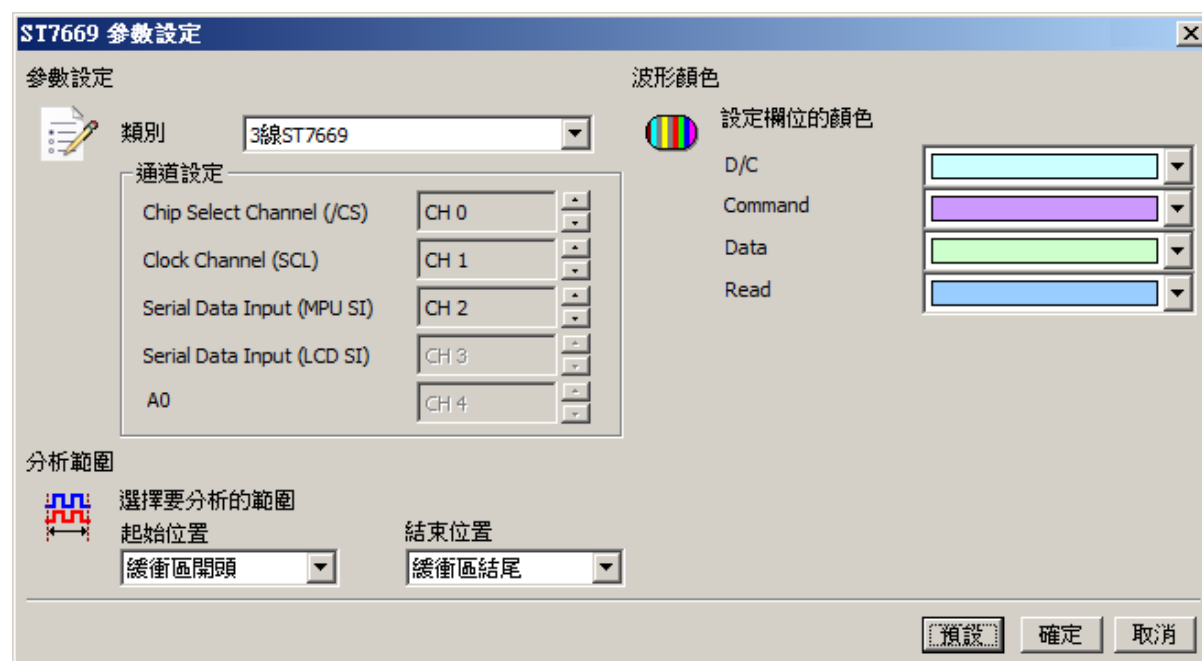 ST7669 參數設定
參數設定
類別
3線ST7669
通道設定
Chip Select Channel (/CS)
CH 0
Clock Channel (SCL)
CH 1
Serial Data Input (MPU SI)
CH 2
Serial Data Input (LCD SI)
CH 3
A0
CH 4
波形顏色
設定欄位的顏色
D/C
Command
Data
Read
分析範圍
選擇要分析的範圍
起始位置
結束位置
緩衝區開頭
緩衝區結尾
預設
確定
取消